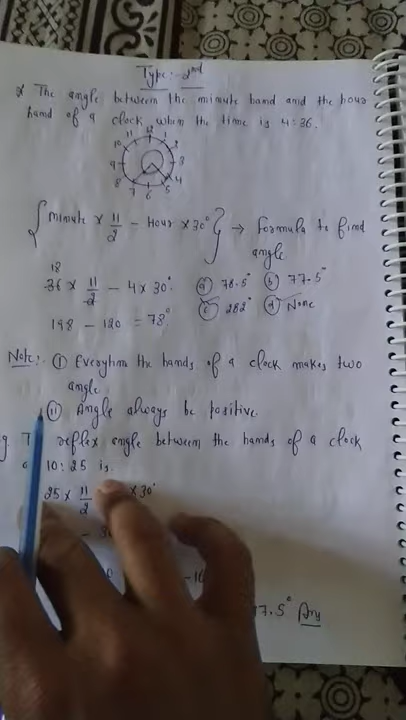 Type:- 2nd
The angle between the minute hand and the hour
hand of a clock when the time is 4:36.
12 1 2 3 4 5 6 7 8 9 10 11
{minute × 11/2 - Hour × 30°} → formula to find
angle
18
36 × 11/2 - 4 × 30°
(a) 78.5° (b) 77.5°
198 - 120 = 78°
(c) 282° (d) None
Note:- (I) Everytim the hands of a clock makes two
angle
(II) Angle always be positive
reflex angle between the hands of a clock
10:25 is.
25 × 11/2 × 30°
7.5° Ans